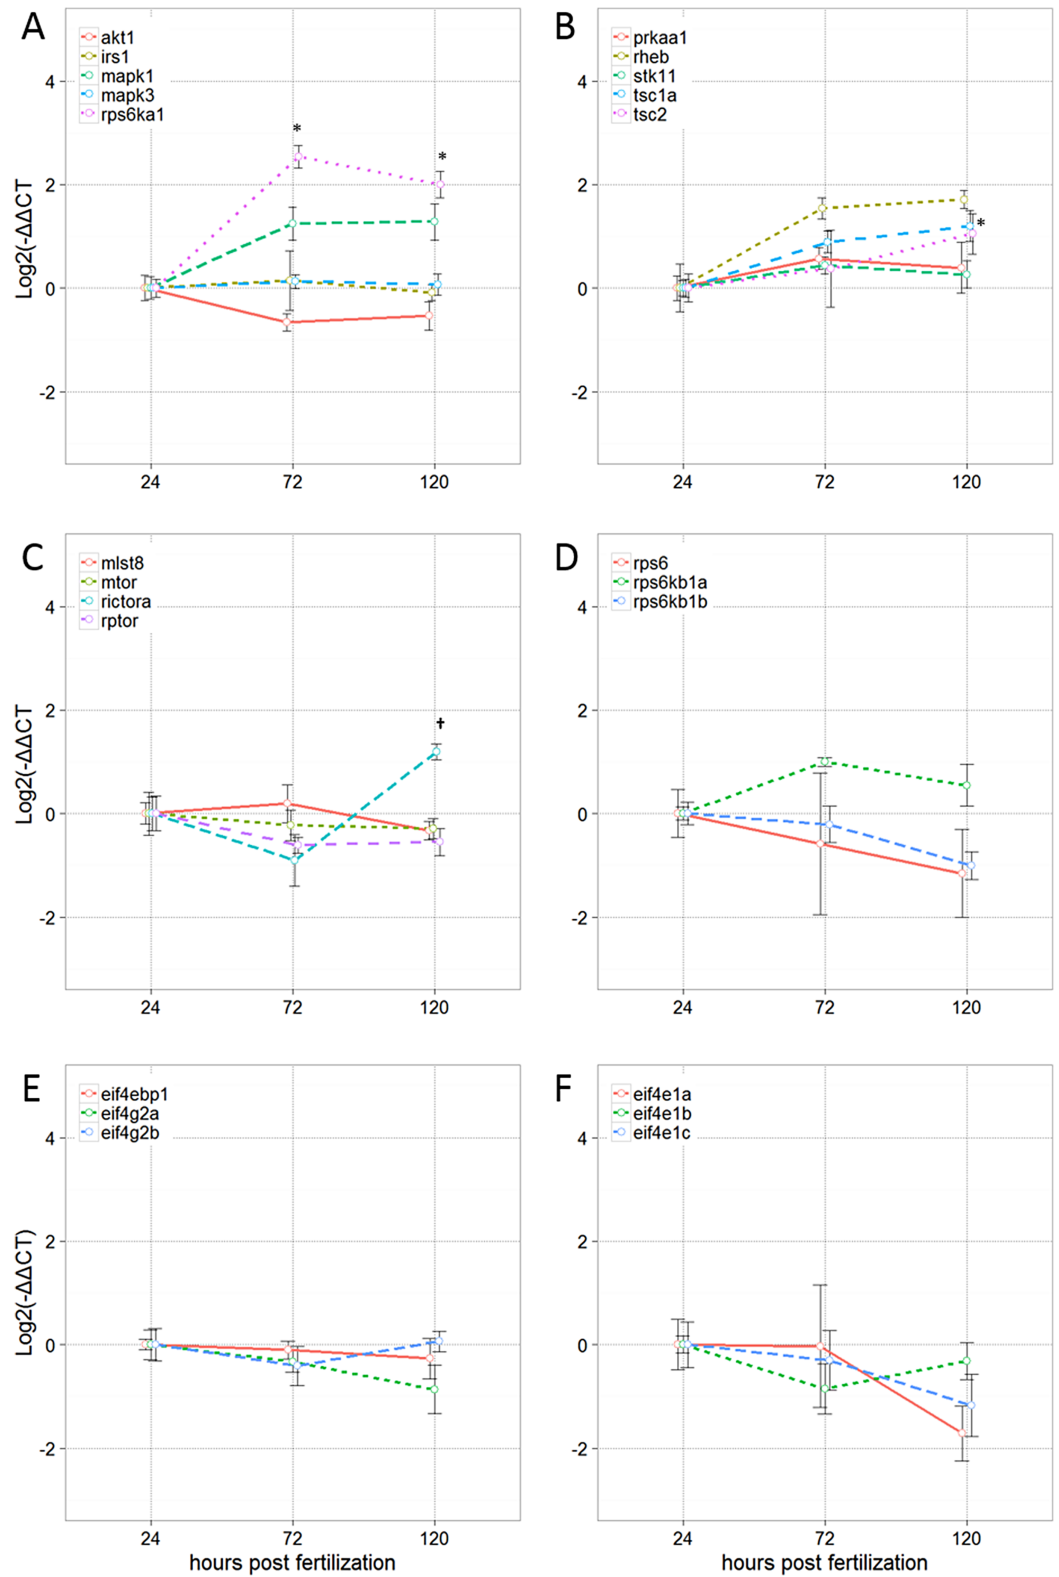 A
akt1
irs1
mapk1
mapk3
rps6ka1
*
*
4
2
0
-2
Log2(-ΔΔCT
24 72 120
B
prkaa1
rheb
stk11
tsc1a
tsc2
*
4
2
0
-2
24 72 120
C
mlst8
mtor
rictora
rptor
†
4
2
0
-2
Log2(-ΔΔCT
24 72 120
D
rps6
rps6kb1a
rps6kb1b
4
2
0
-2
24 72 120
E
eif4ebp1
eif4g2a
eif4g2b
4
2
0
-2
Log2(-ΔΔCT)
24 72 120
hours post fertilization
F
eif4e1a
eif4e1b
eif4e1c
4
2
0
-2
24 72 120
hours post fertilization